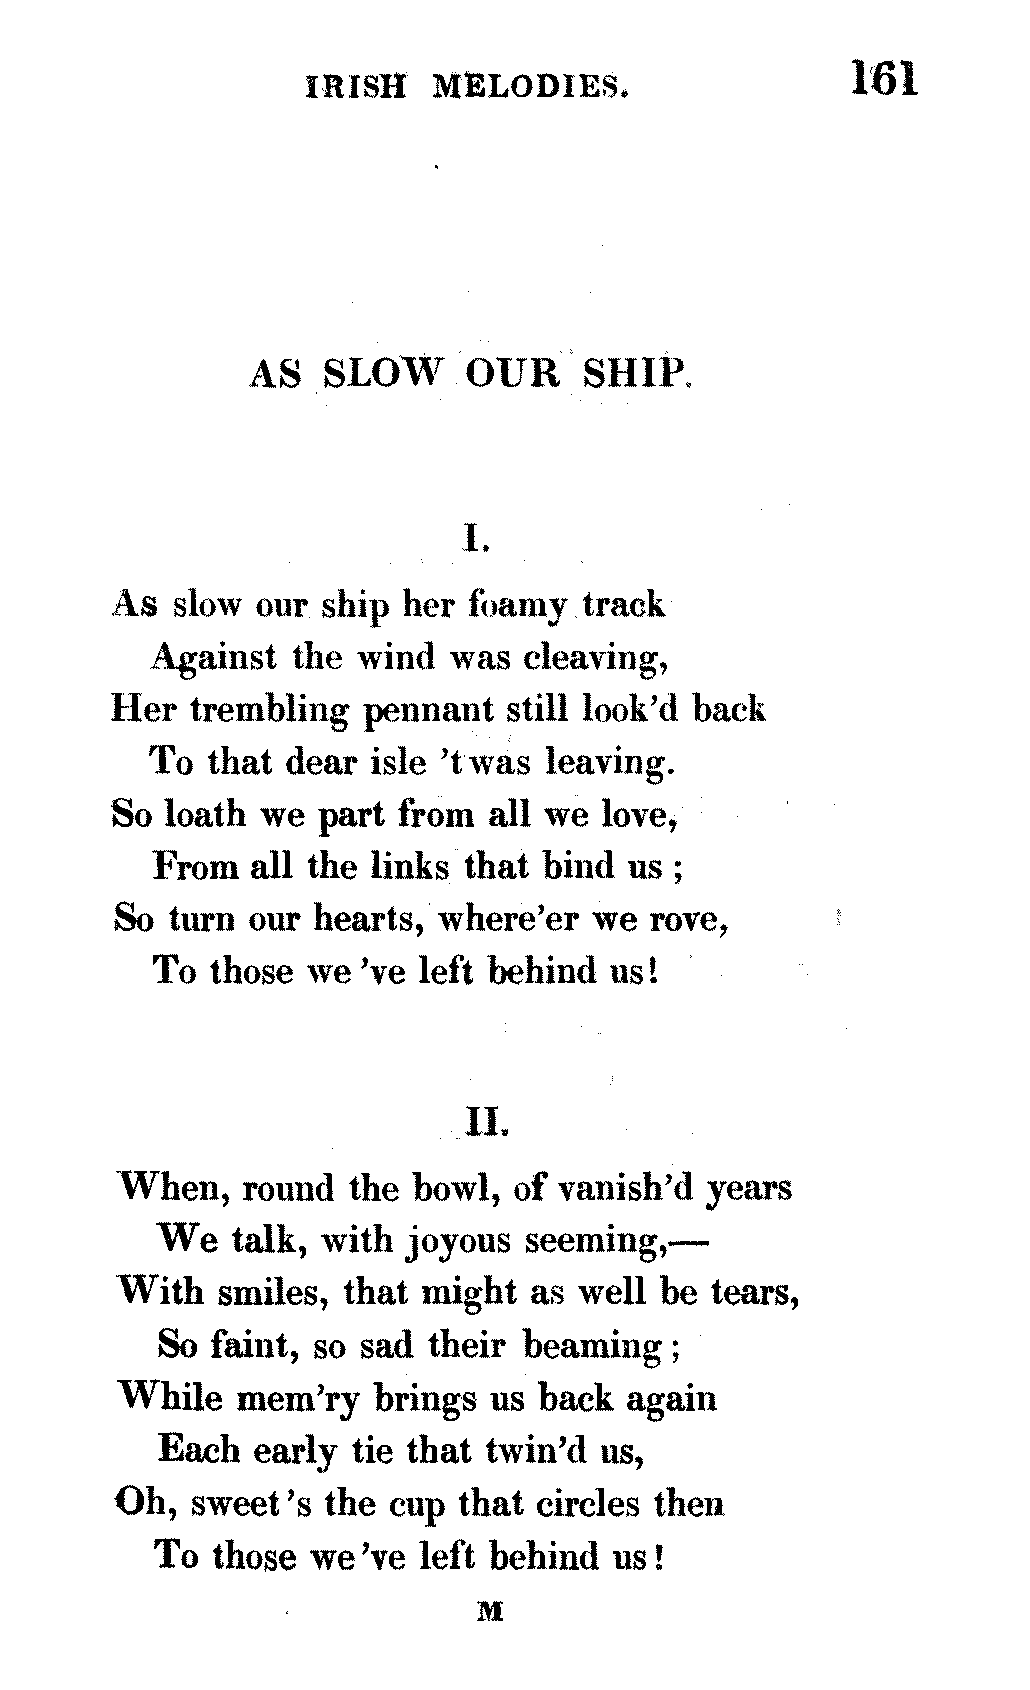 IRISH MELODIES. 161
AS SLOW OUR SHIP.
I.
As slow our ship her foamy track
Against the wind was cleaving,
Her trembling pennant still look'd back
To that dear isle 'twas leaving.
So loath we part from all we love,
From all the links that bind us ;
So turn our hearts, where'er we rove,
To those we 've left behind us!
II.
When, round the bowl, of vanish'd years
We talk, with joyous seeming,—
With smiles, that might as well be tears,
So faint, so sad their beaming ;
While mem'ry brings us back again
Each early tie that twin'd us,
Oh, sweet 's the cup that circles then
To those we 've left behind us!
M